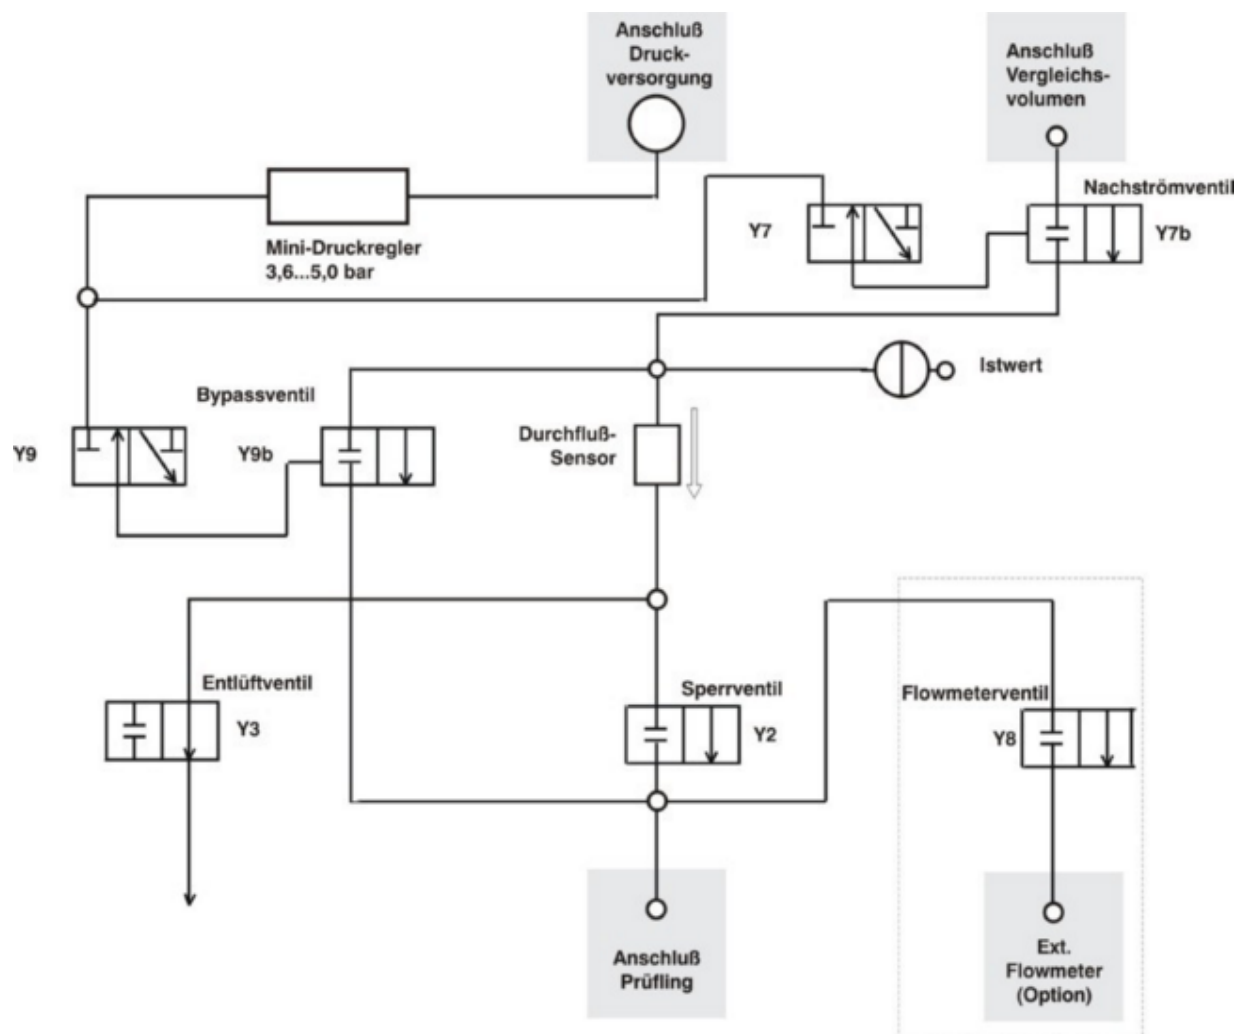 Anschluß
Druck-
versorgung
Anschluß
Vergleichs-
volumen
Nachströmventil
Mini-Druckregler
3,6...5,0 bar
Y7
Y7b
Istwert
Bypassventil
Durchfluß-
Sensor
Y9
Y9b
Entlüftventil
Y3
Sperrventil
Y2
Flowmeterventil
Y8
Anschluß
Prüfling
Ext.
Flowmeter
(Option)